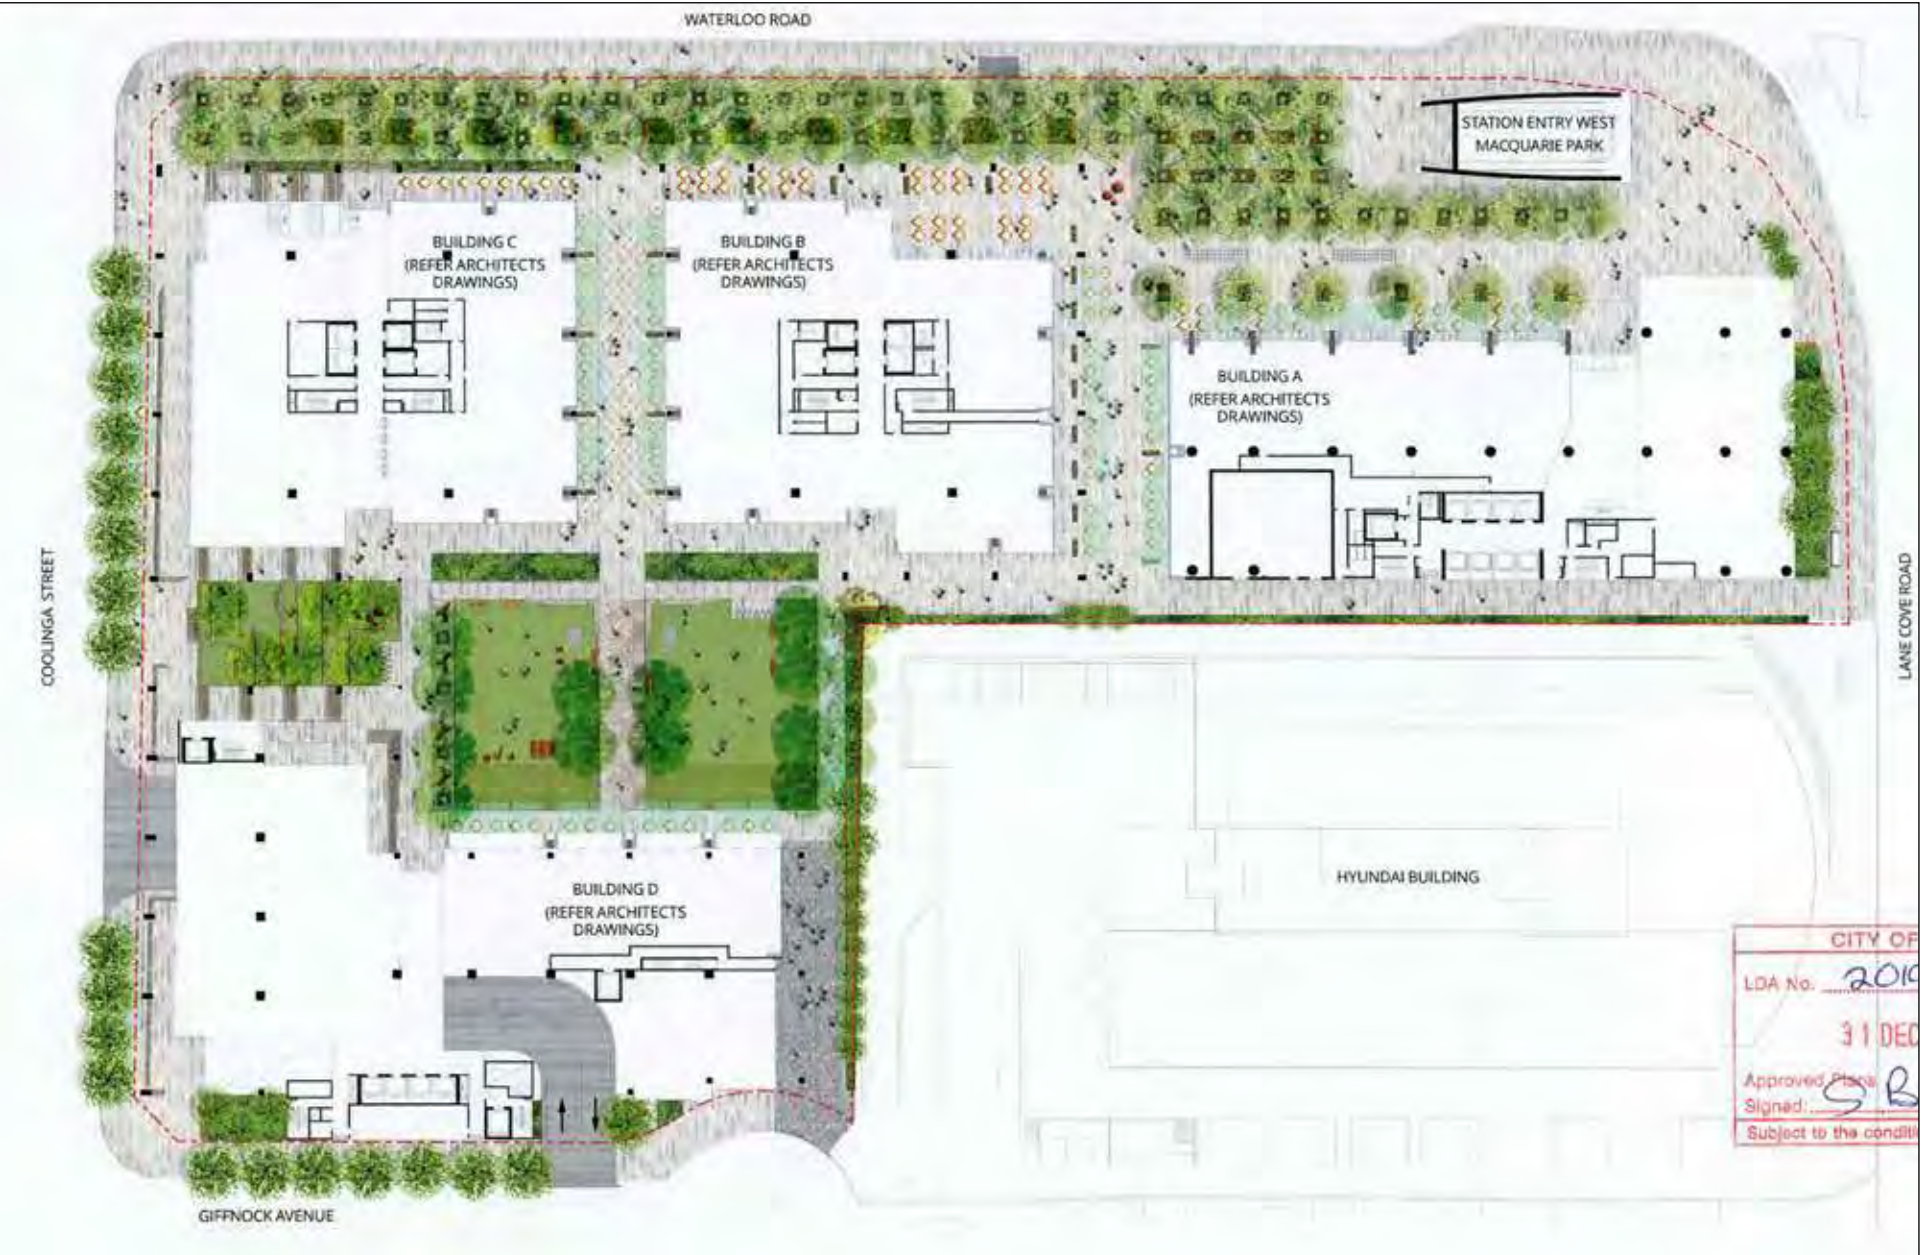 WATERLOO ROAD
STATION ENTRY WEST
MACQUARIE PARK
BUILDING C
(REFER ARCHITECTS
DRAWINGS)
BUILDING B
(REFER ARCHITECTS
DRAWINGS)
BUILDING A
(REFER ARCHITECTS
DRAWINGS)
COOLINGA STREET
LANE COVE ROAD
BUILDING D
(REFER ARCHITECTS
DRAWINGS)
HYUNDAI BUILDING
CITY OF
LDA No. 201
31 DEC
Approved Plans
Signed:
Subject to the conditi
GIFFNOCK AVENUE